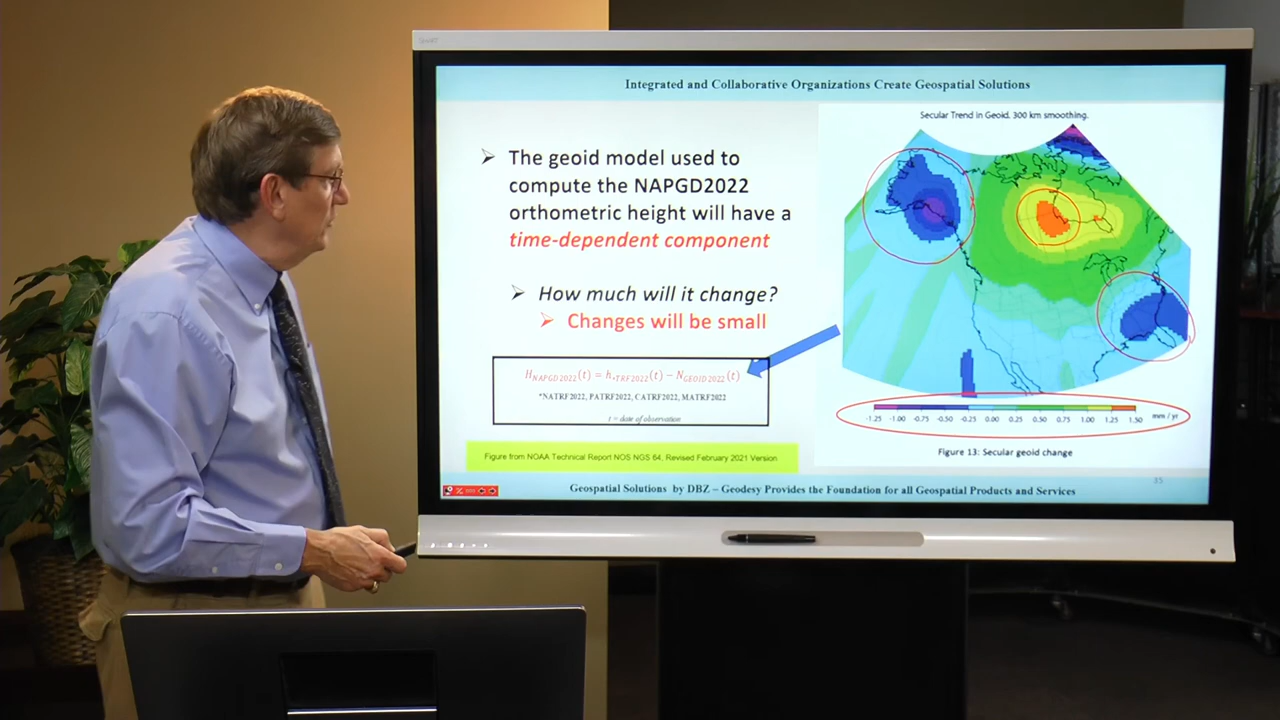 Integrated and Collaborative Organizations Create Geospatial Solutions
The geoid model used to
compute the NAPGD2022
orthometric height will have a
time-dependent component
How much will it change?
Changes will be small
H_NAPGD2022(t) = h_*TRF2022(t) − N_GEOID2022(t)
*NATRF2022, PATRF2022, CATRF2022, MATRF2022
t = date of observation
Figure from NOAA Technical Report NOS NGS 64, Revised February 2021 Version
Secular Trend in Geoid, 300 km smoothing.
-1.25 -1.00 -0.75 -0.50 -0.25 0.00 0.25 0.50 0.75 1.00 1.25 1.50 mm / yr
Figure 13: Secular geoid change
35
Geospatial Solutions by DBZ – Geodesy Provides the Foundation for all Geospatial Products and Services